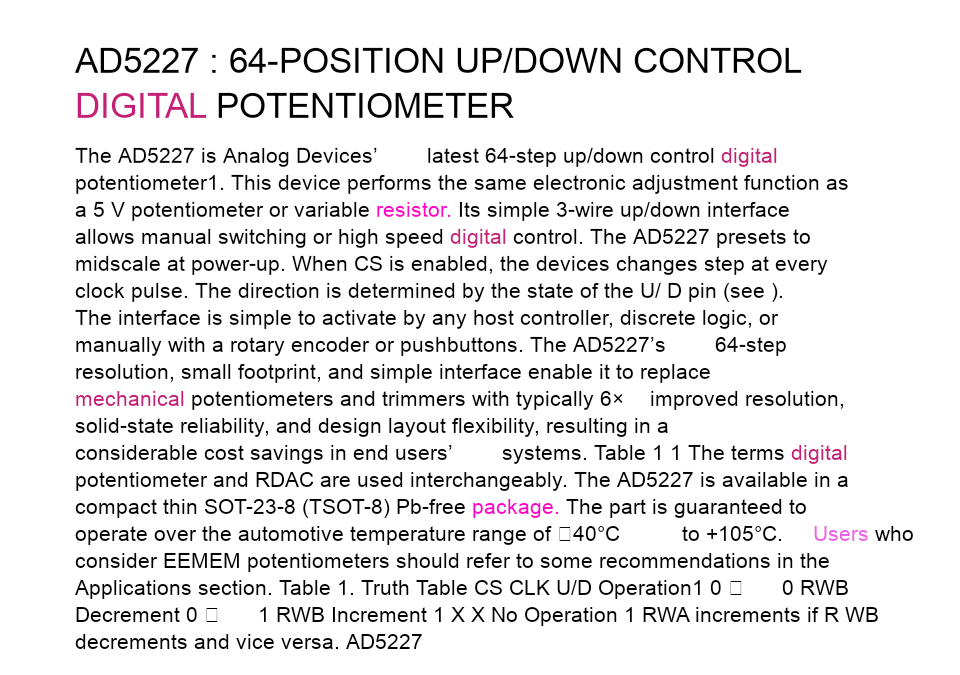 AD5227 : 64-POSITION UP/DOWN CONTROL
DIGITAL POTENTIOMETER
The AD5227 is Analog Devices’ latest 64-step up/down control digital
potentiometer1. This device performs the same electronic adjustment function as
a 5 V potentiometer or variable resistor. Its simple 3-wire up/down interface
allows manual switching or high speed digital control. The AD5227 presets to
midscale at power-up. When CS is enabled, the devices changes step at every
clock pulse. The direction is determined by the state of the U/ D pin (see ).
The interface is simple to activate by any host controller, discrete logic, or
manually with a rotary encoder or pushbuttons. The AD5227’s 64-step
resolution, small footprint, and simple interface enable it to replace
mechanical potentiometers and trimmers with typically 6× improved resolution,
solid-state reliability, and design layout flexibility, resulting in a
considerable cost savings in end users’ systems. Table 1 1 The terms digital
potentiometer and RDAC are used interchangeably. The AD5227 is available in a
compact thin SOT-23-8 (TSOT-8) Pb-free package. The part is guaranteed to
operate over the automotive temperature range of 40°C to +105°C. Users who
consider EEMEM potentiometers should refer to some recommendations in the
Applications section. Table 1. Truth Table CS CLK U/D Operation1 0  0 RWB
Decrement 0  1 RWB Increment 1 X X No Operation 1 RWA increments if R WB
decrements and vice versa. AD5227